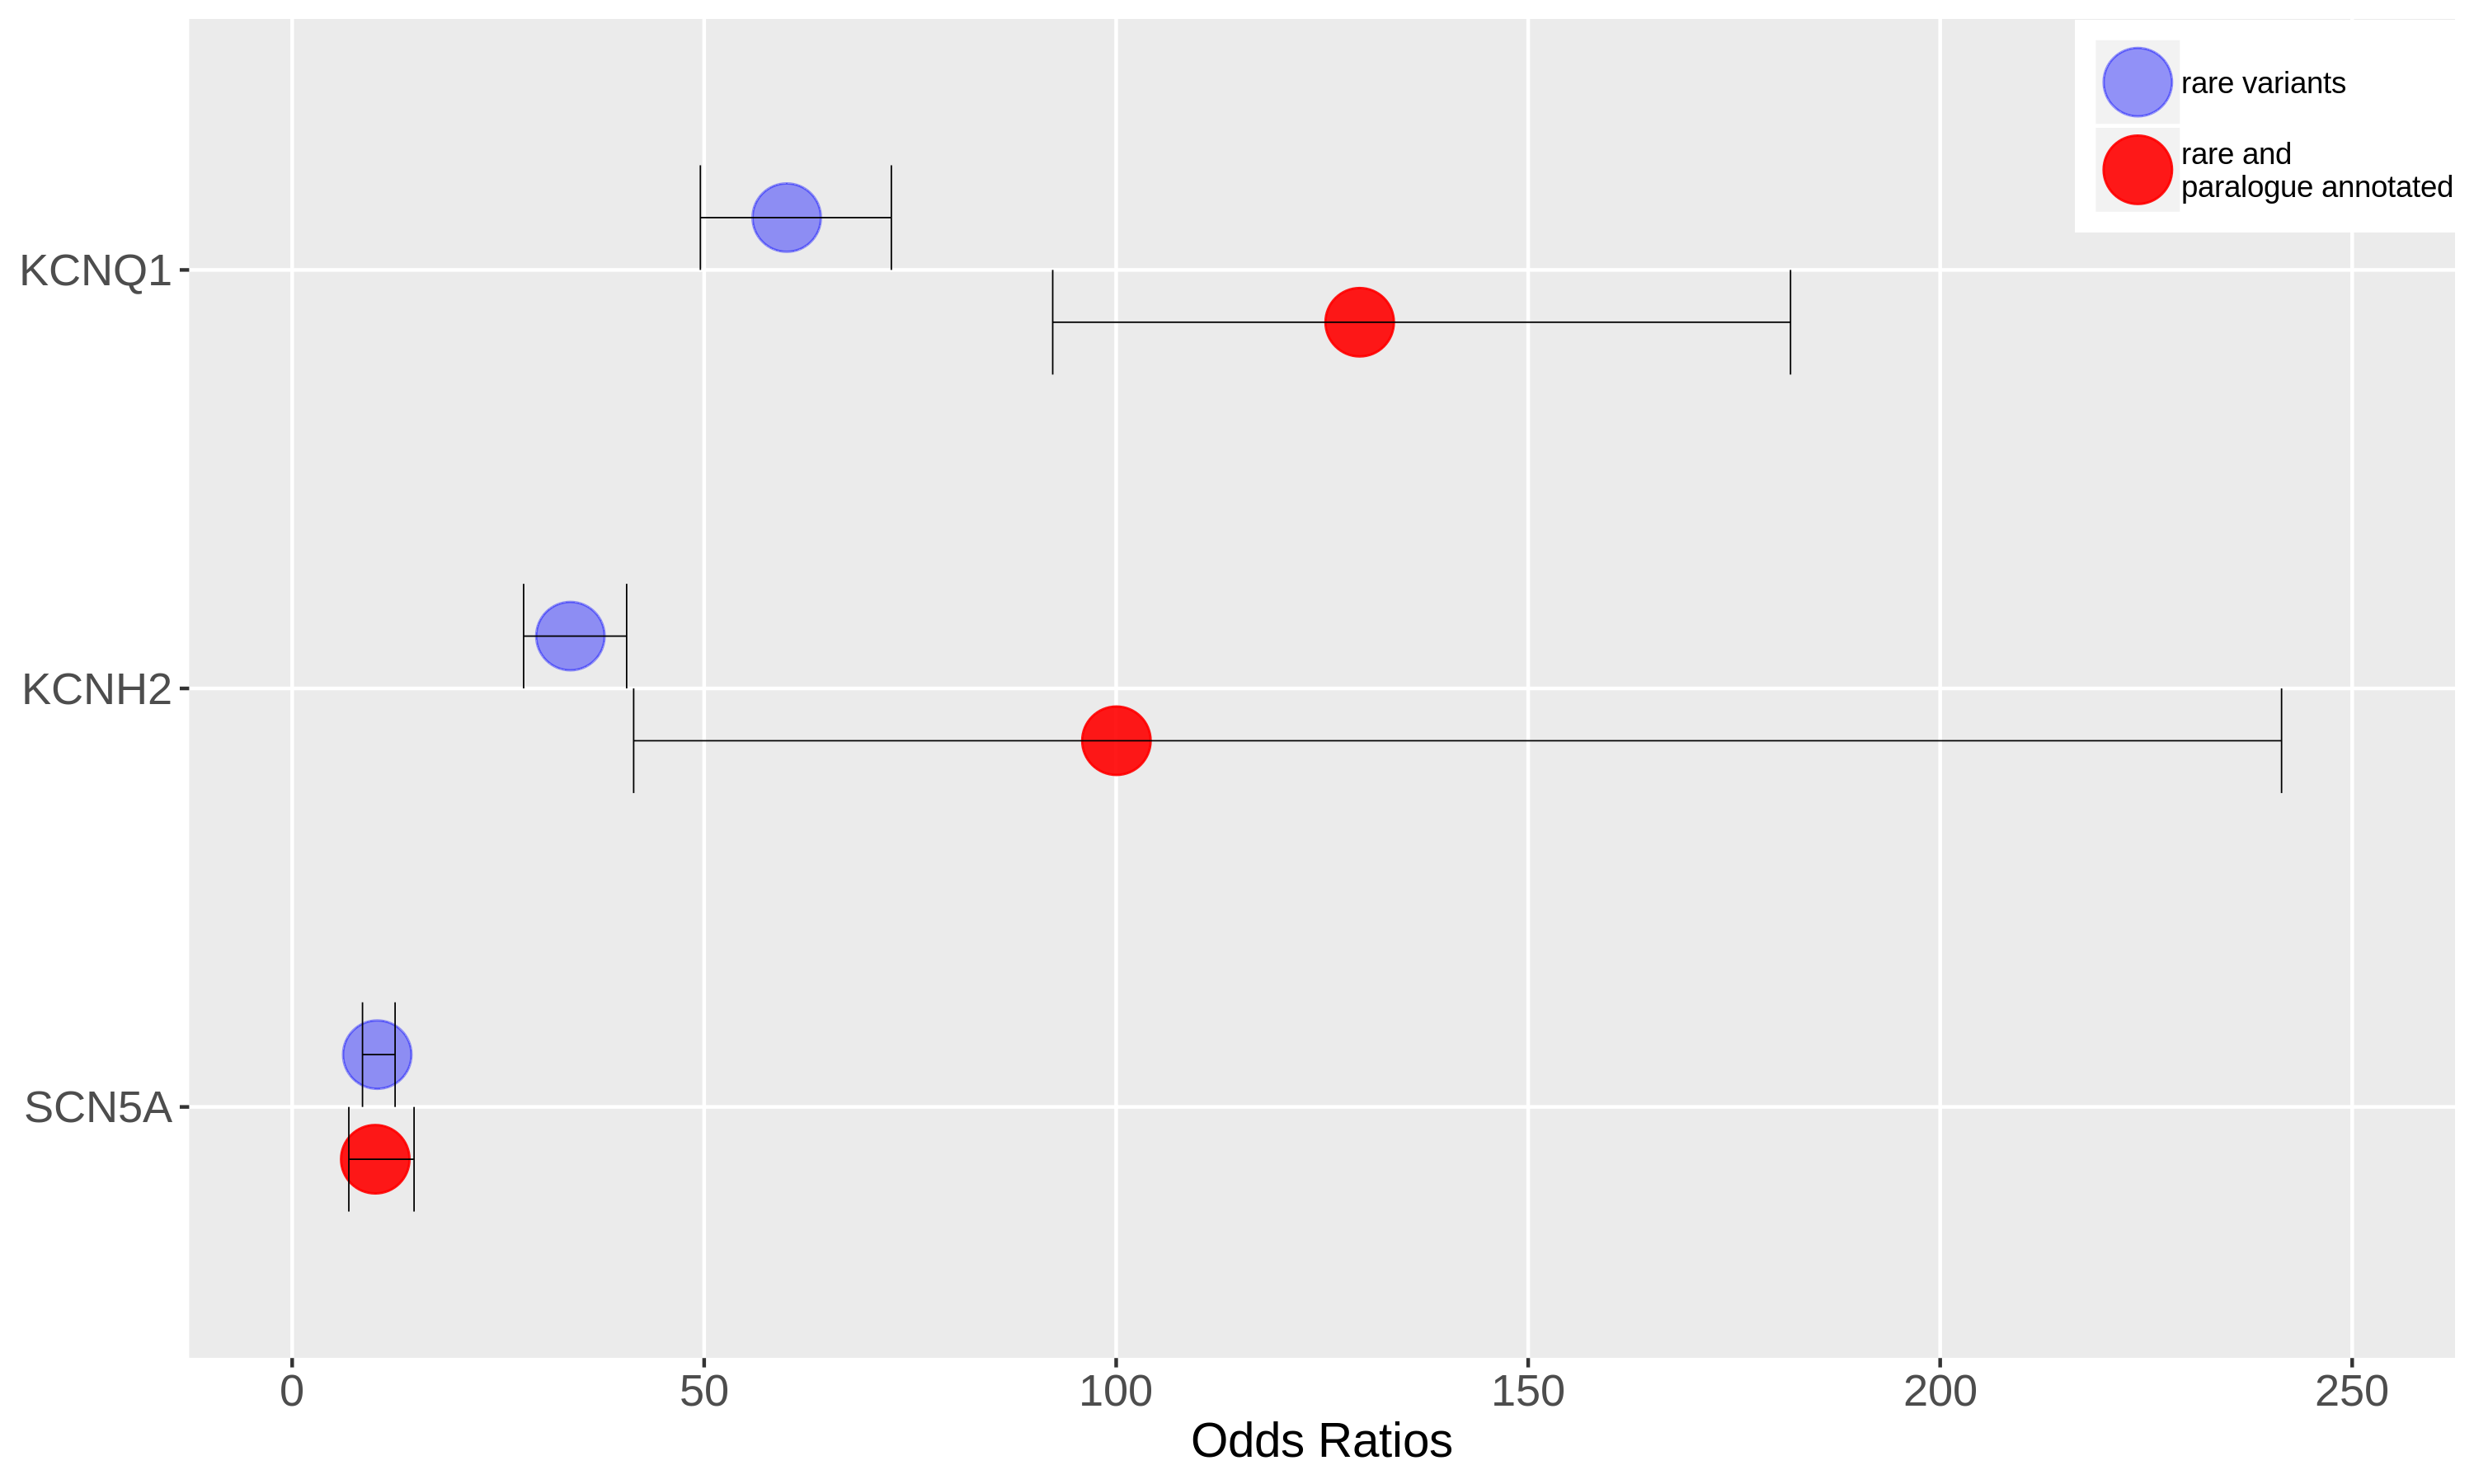 rare variants
rare and
paralogue annotated
KCNQ1
KCNH2
SCN5A
0 50 100 150 200 250
Odds Ratios